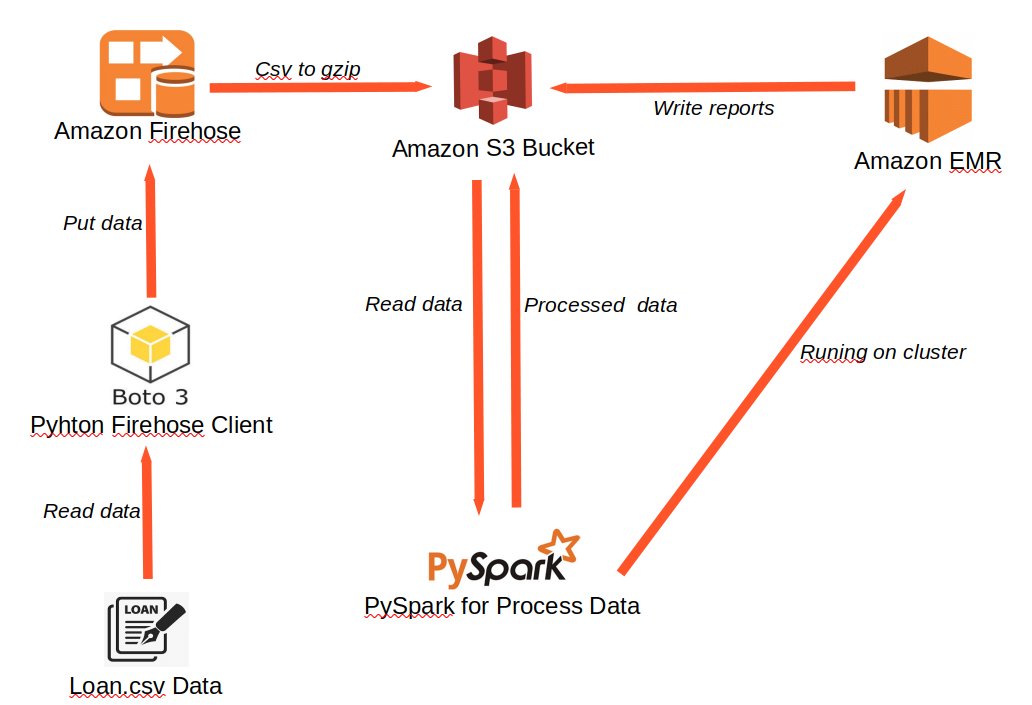 Csv to gzip
Amazon Firehose
Amazon S3 Bucket
Write reports
Amazon EMR
Put data
Read data
Processed data
Runing on cluster
Boto 3
Pyhton Firehose Client
Read data
PySpark
PySpark for Process Data
LOAN
Loan.csv Data